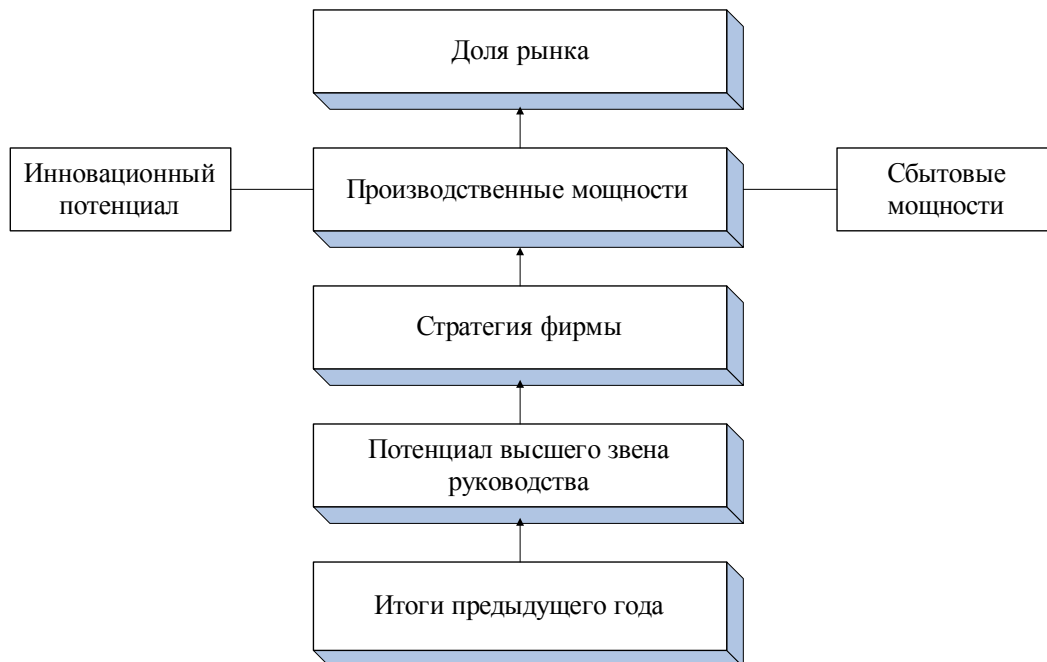 Доля рынка
Инновационный
потенциал
Производственные мощности
Сбытовые
мощности
Стратегия фирмы
Потенциал высшего звена
руководства
Итоги предыдущего года